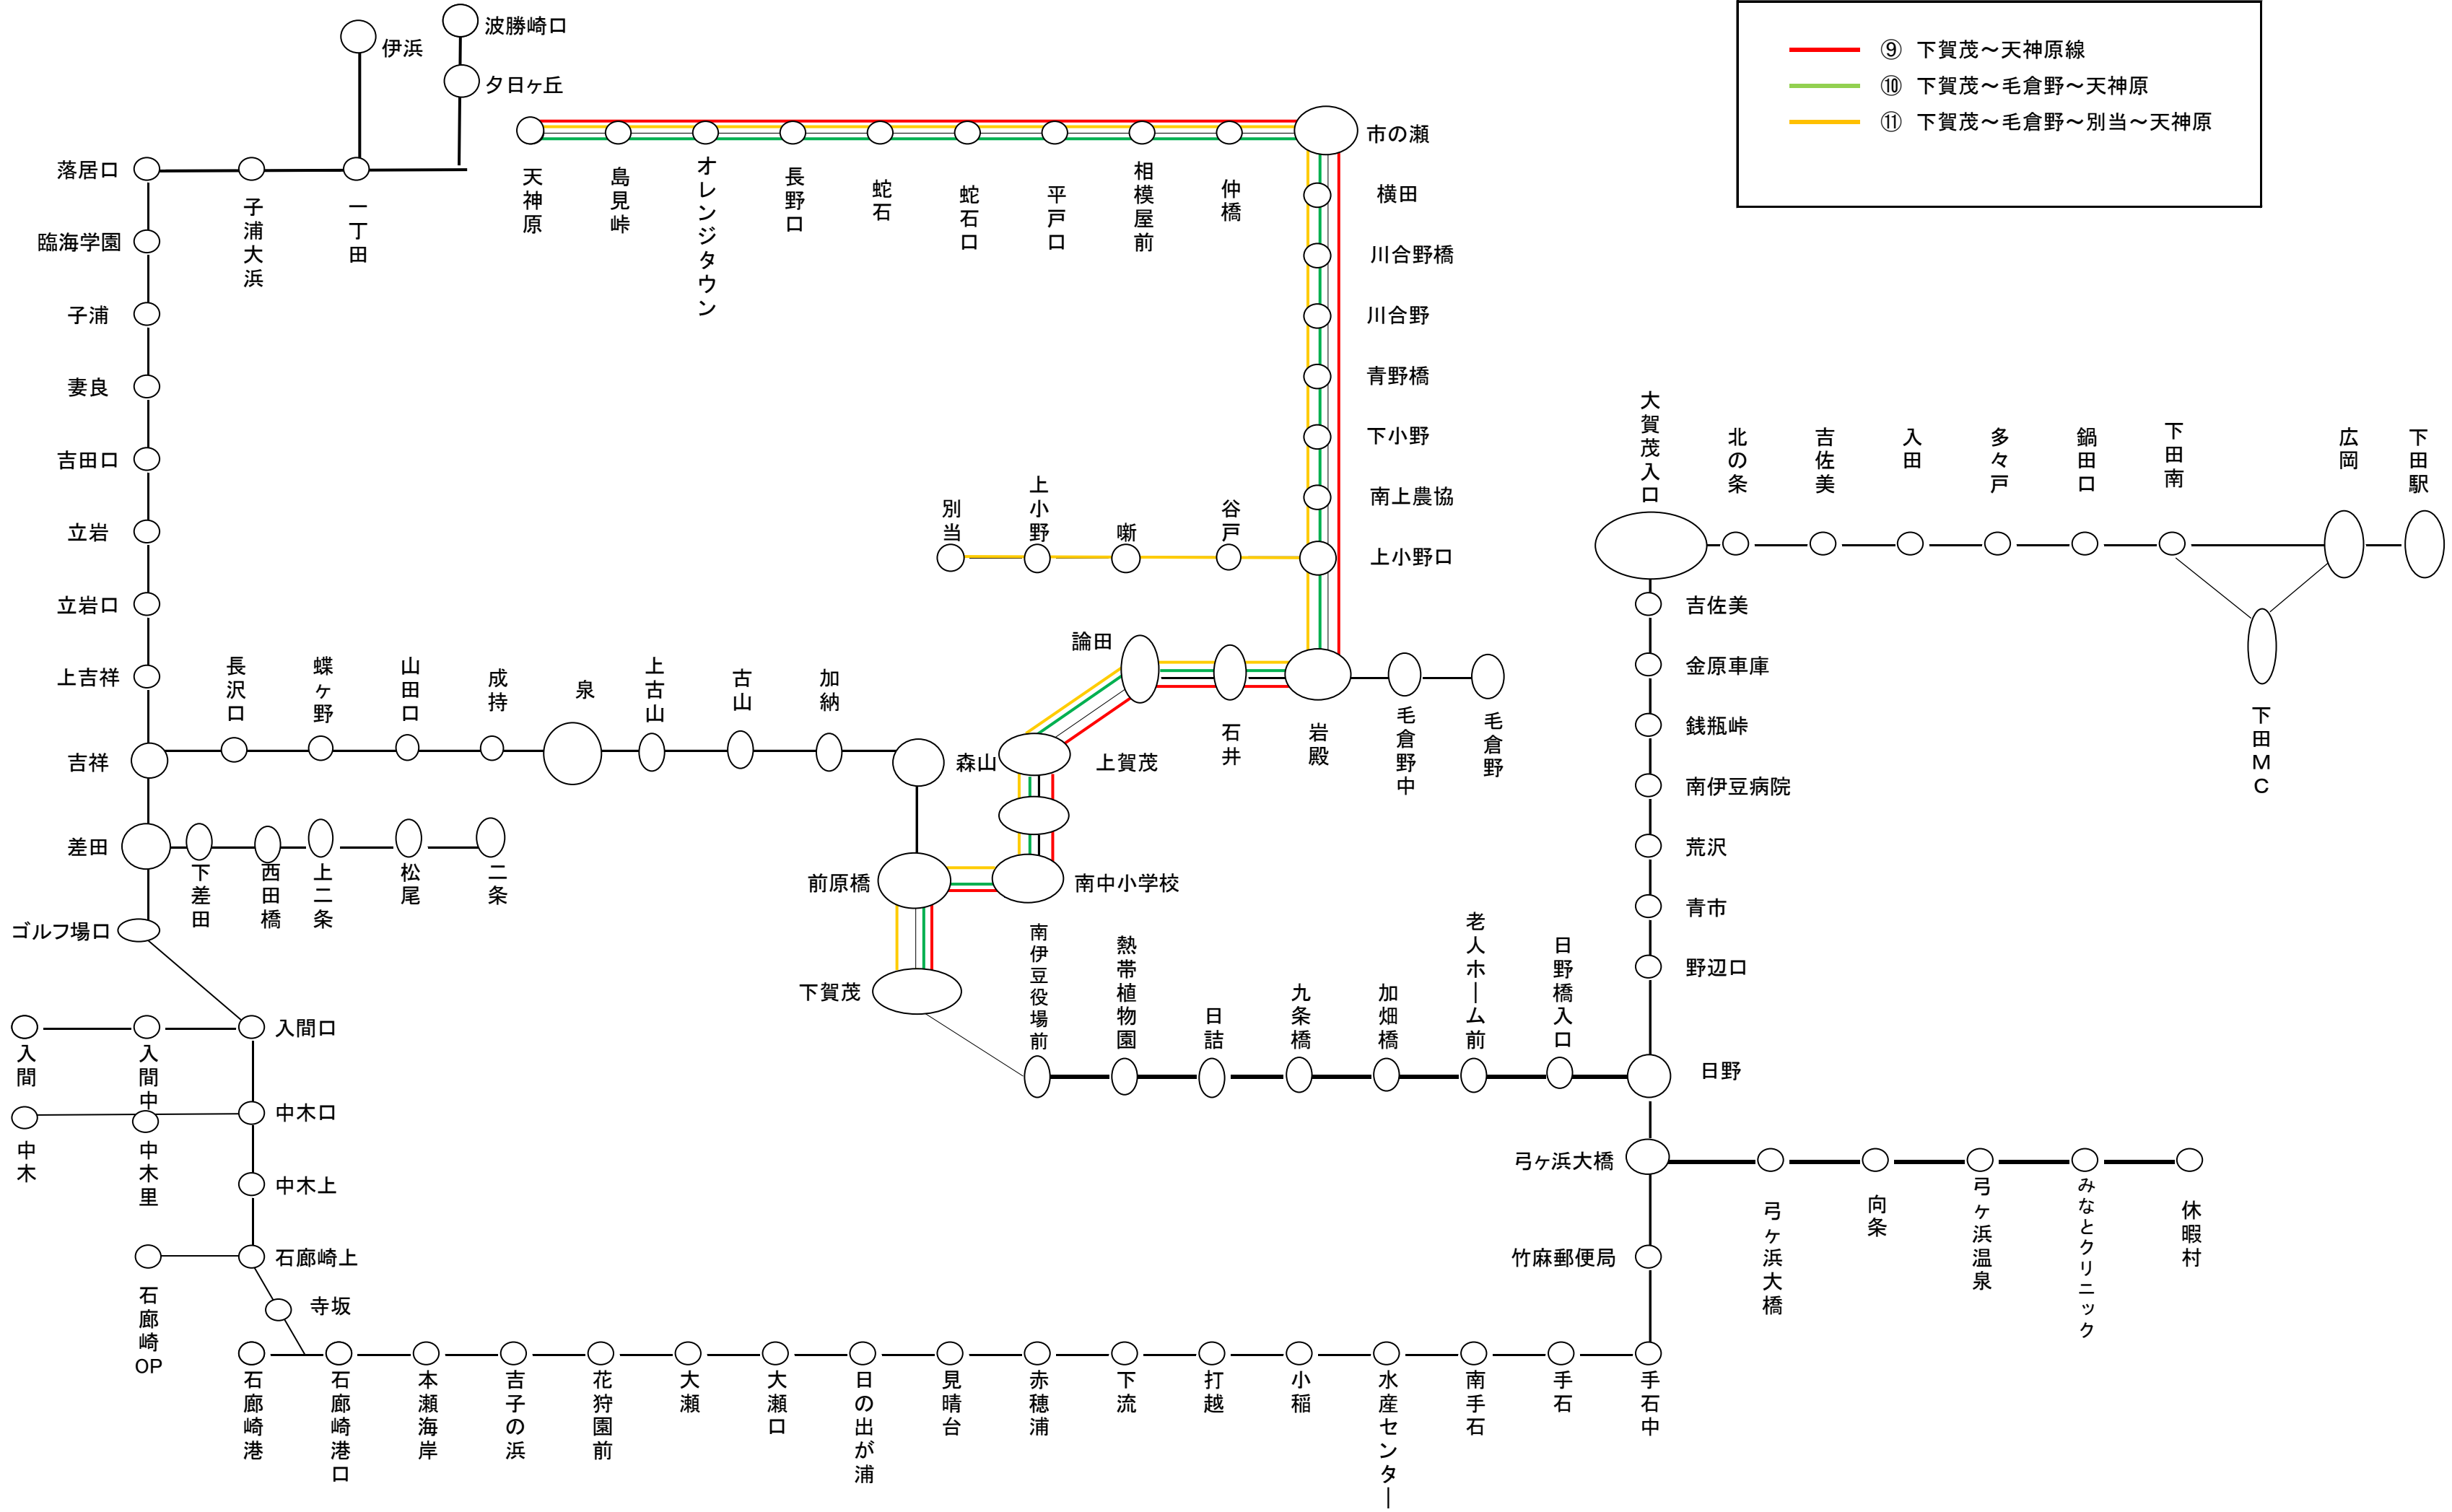 波勝崎口
伊浜
夕日ヶ丘
⑨ 下賀茂～天神原線
⑩ 下賀茂～毛倉野～天神原
⑪ 下賀茂～毛倉野～別当～天神原
落居口
子浦大浜
一丁田
天神原
島見峠
オレンジタウン
長野口
蛇石
蛇石口
平戸口
相模屋前
仲橋
市の瀬
横田
川合野橋
川合野
青野橋
下小野
南上農協
上小野口
臨海学園
子浦
妻良
吉田口
立岩
立岩口
上吉祥
吉祥
差田
ゴルフ場口
別当
上小野
噺
谷戸
大賀茂入口
北の条
吉佐美
入田
多々戸
鍋田口
下田南
広岡
下田駅
下田MC
長沢口
蝶ヶ野
山田口
成持
泉
上古山
古山
加納
森山
論田
上賀茂
石井
岩殿
毛倉野中
毛倉野
吉佐美
金原車庫
銭瓶峠
南伊豆病院
荒沢
青市
野辺口
日野
下差田
西田橋
上二条
松尾
二条
前原橋
南中小学校
下賀茂
南伊豆役場前
熱帯植物園
日詰
九条橋
加畑橋
老人ホーム前
日野橋入口
入間
入間中
入間口
中木
中木里
中木口
中木上
石廊崎OP
石廊崎上
寺坂
弓ヶ浜大橋
弓ヶ浜大橋
向条
弓ヶ浜温泉
みなとクリニック
休暇村
竹麻郵便局
石廊崎港
石廊崎港口
本瀬海岸
吉子の浜
花狩園前
大瀬
大瀬口
日の出が浦
見晴台
赤穂浦
下流
打越
小稲
水産センター
南手石
手石
手石中